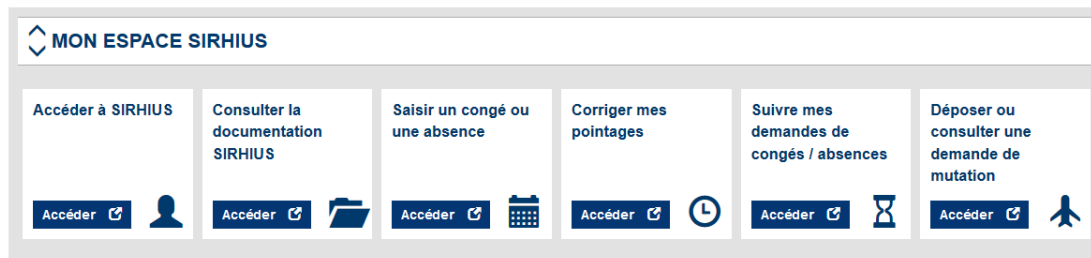 MON ESPACE SIRHIUS
Accéder à SIRHIUS
Accéder
Consulter la
documentation
SIRHIUS
Accéder
Saisir un congé ou
une absence
Accéder
Corriger mes
pointages
Accéder
Suivre mes
demandes de
congés / absences
Accéder
Déposer ou
consulter une
demande de
mutation
Accéder